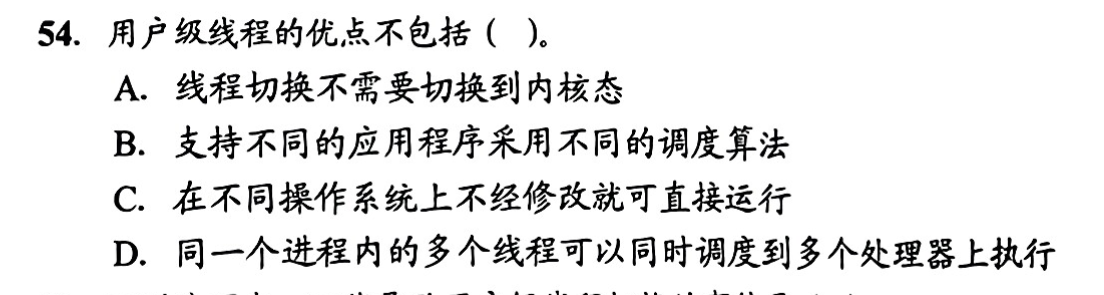 54. 用户级线程的优点不包括( )。
A. 线程切换不需要切换到内核态
B. 支持不同的应用程序采用不同的调度算法
C. 在不同操作系统上不经修改就可直接运行
D. 同一个进程内的多个线程可以同时调度到多个处理器上执行